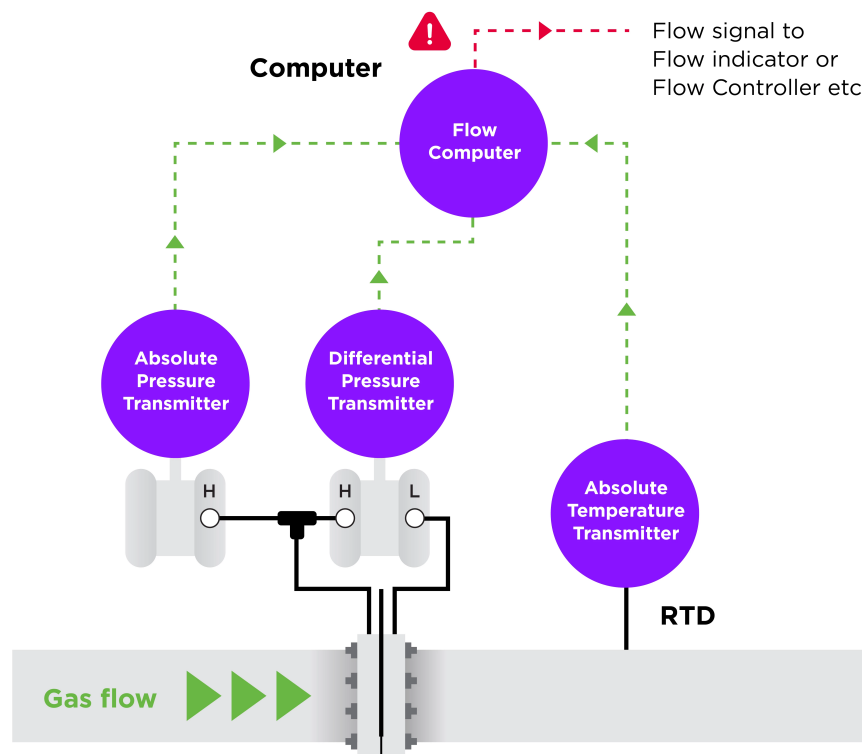 Flow signal to
Flow indicator or
Flow Controller etc
Computer
Flow
Computer
Absolute
Pressure
Transmitter
Differential
Pressure
Transmitter
H
H
L
Absolute
Temperature
Transmitter
RTD
Gas flow